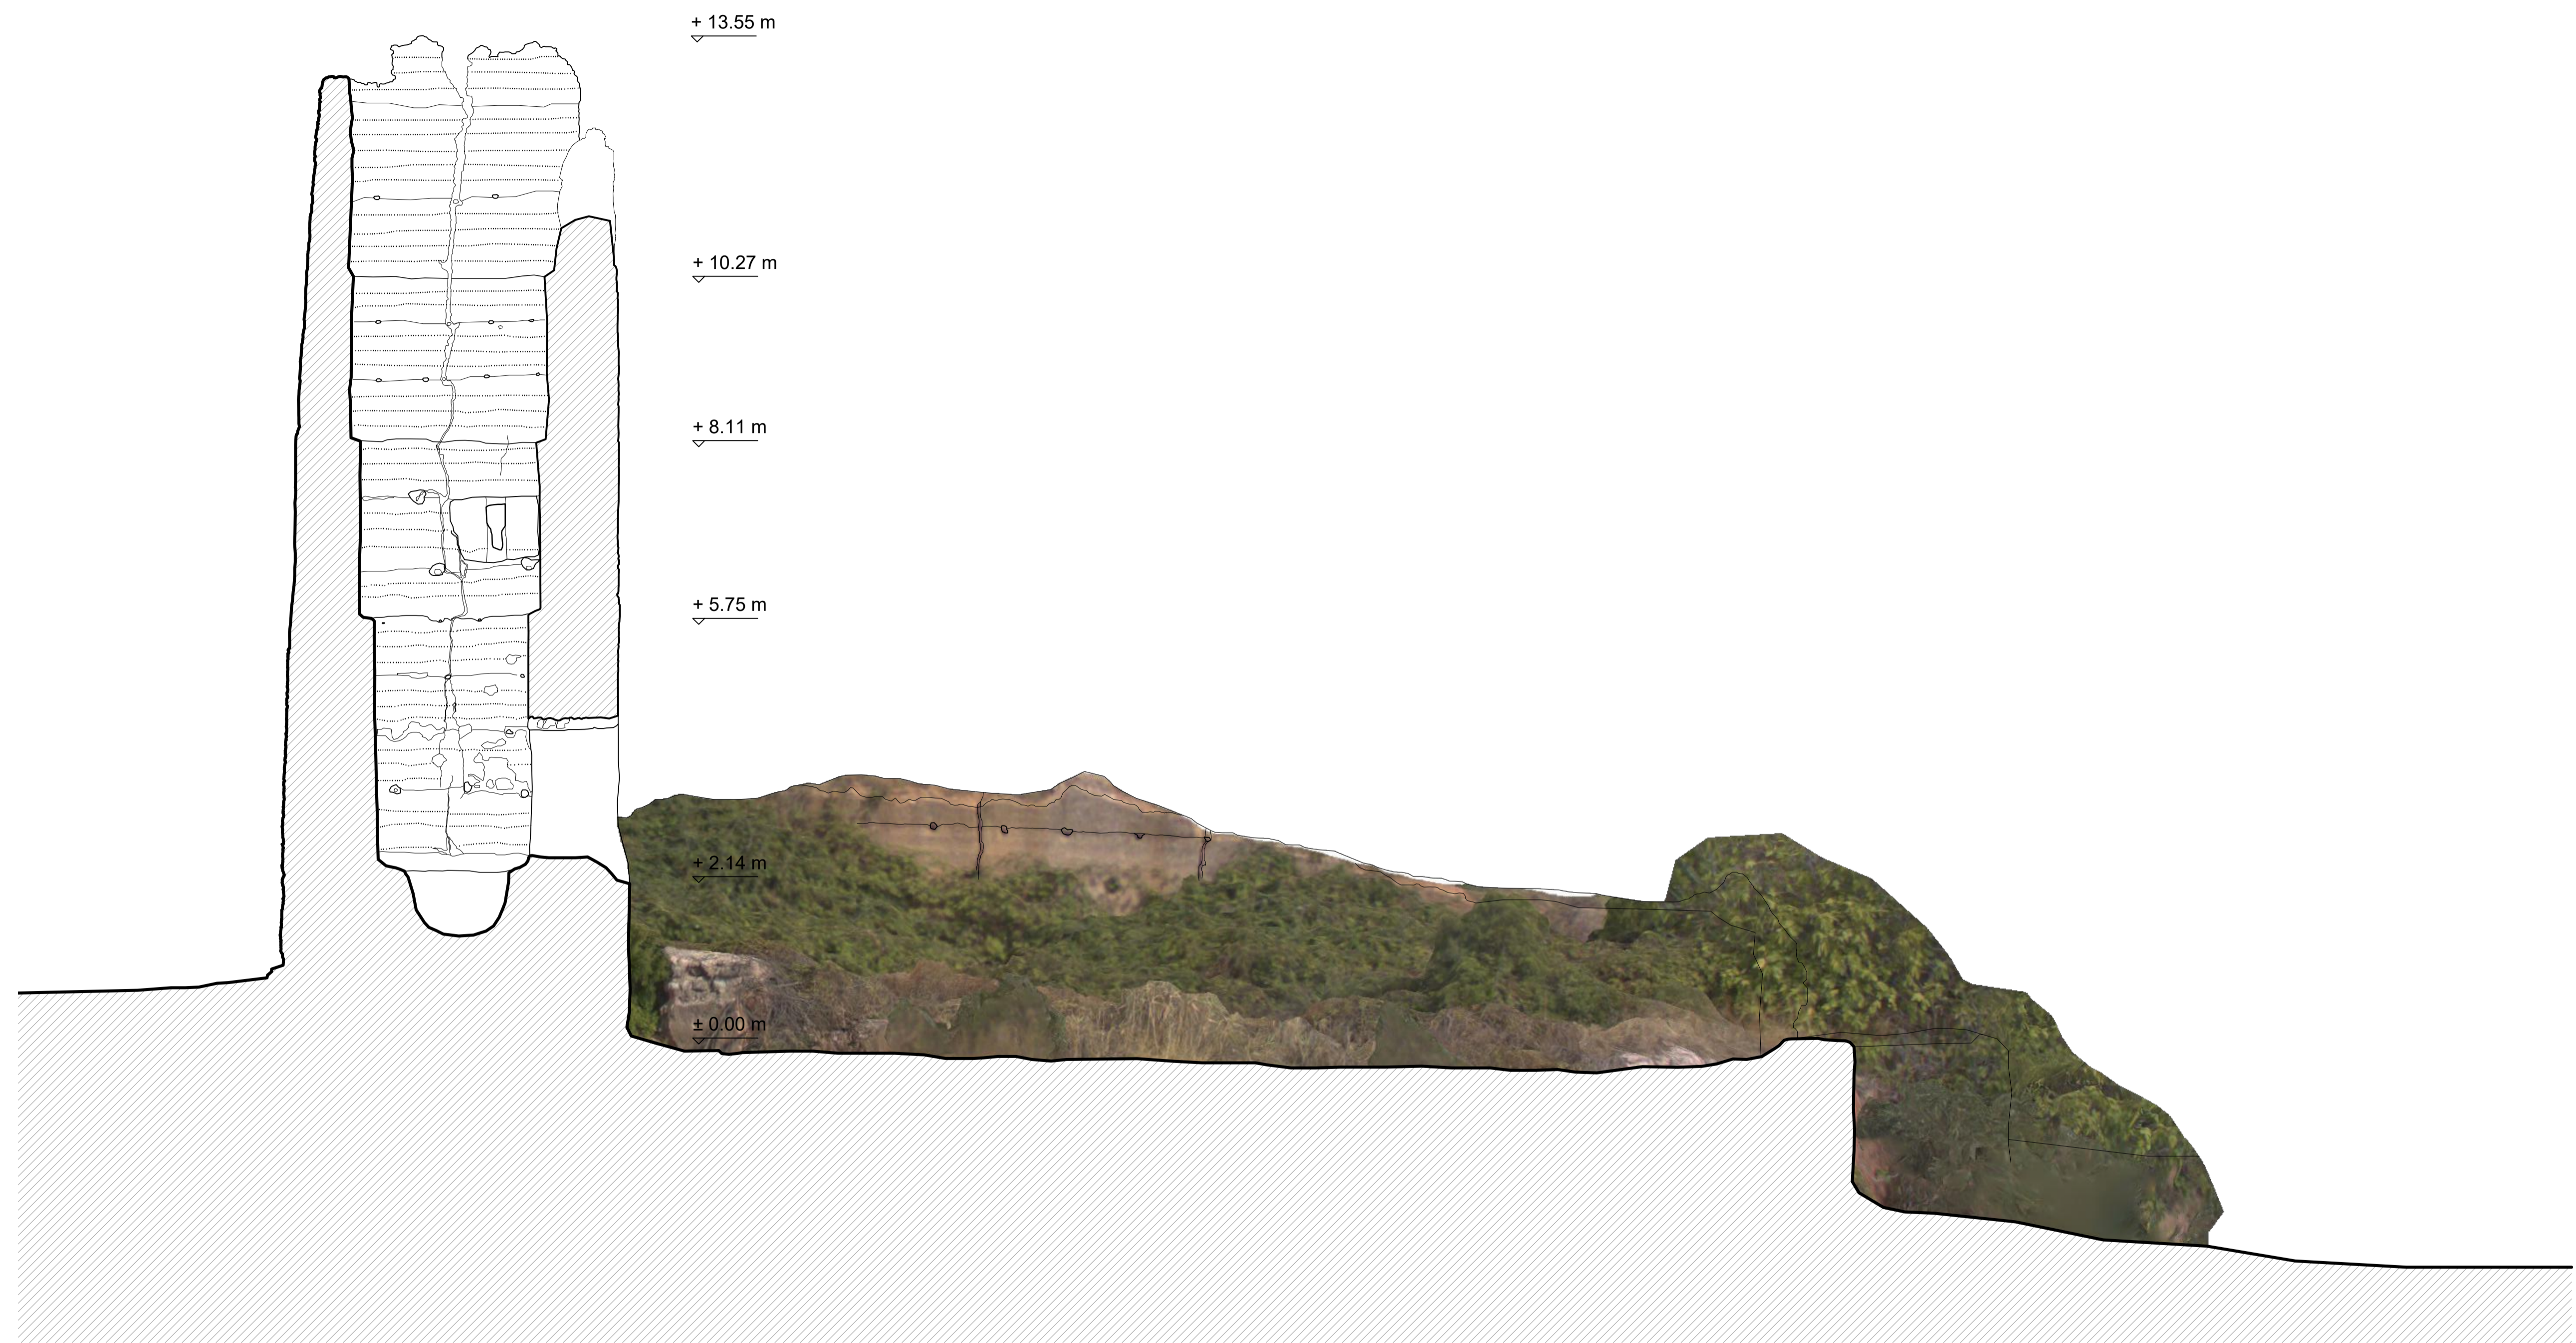 + 13.55 m
+ 10.27 m
+ 8.11 m
+ 5.75 m
+ 2.14 m
± 0.00 m